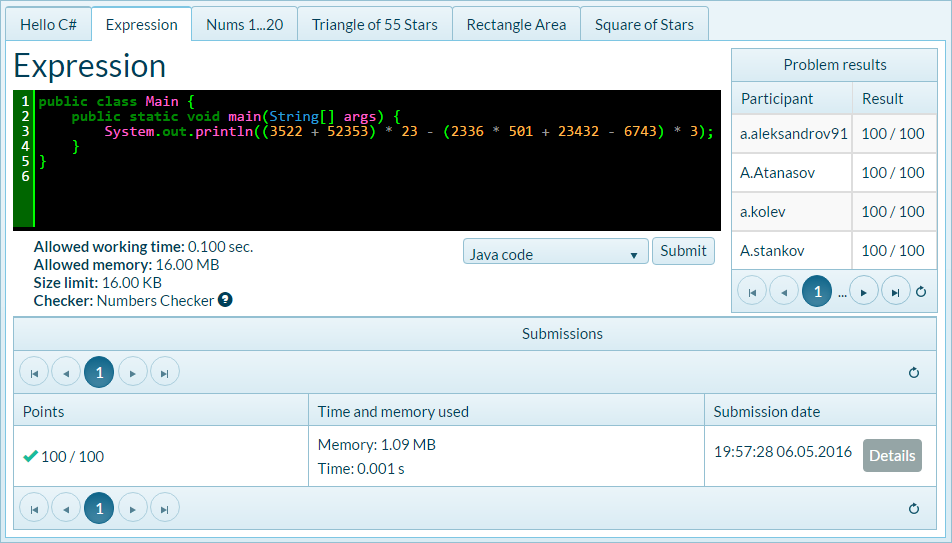 Hello C# Expression Nums 1...20 Triangle of 55 Stars Rectangle Area Square of Stars
Expression
1 public class Main {
2 public static void main(String[] args) {
3 System.out.println((3522 + 52353) * 23 - (2336 * 501 + 23432 - 6743) * 3);
4 }
5 }
6
Allowed working time: 0.100 sec.
Allowed memory: 16.00 MB
Size limit: 16.00 KB
Checker: Numbers Checker ?
Java code Submit
Problem results
Participant Result
a.aleksandrov91 100 / 100
A.Atanasov 100 / 100
a.kolev 100 / 100
A.stankov 100 / 100
1 ...
Submissions
1
Points Time and memory used Submission date
100 / 100 Memory: 1.09 MB 19:57:28 06.05.2016 Details
Time: 0.001 s
1